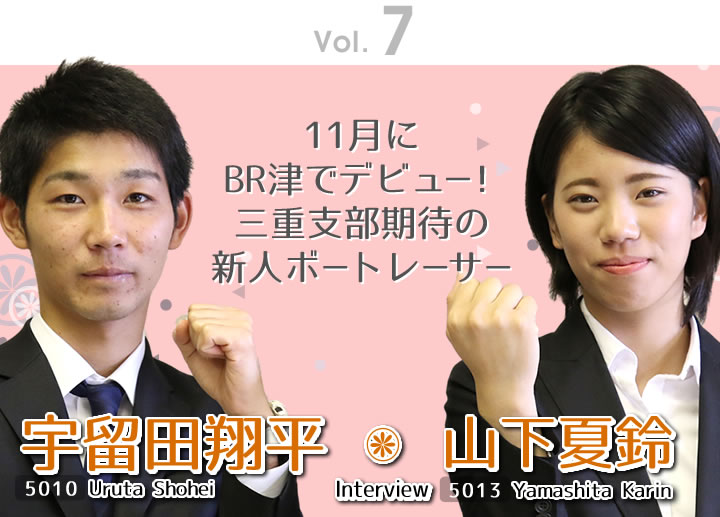 Vol. 7
11月に
BR津でデビュー!
三重支部期待の
新人ボートレーサー
宇留田翔平
山下夏鈴
5010 Uruta Shohei
Interview
5013 Yamashita Karin